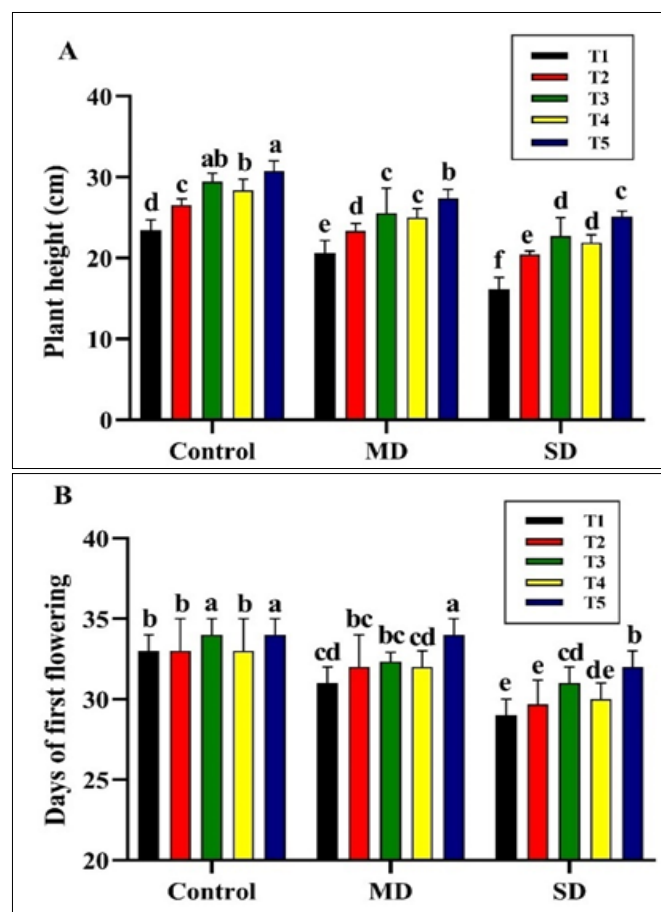 A
T1
T2
T3
T4
T5
Plant height (cm)
40
30
20
10
0
d c ab b a
e d c c b
f e d d c
Control MD SD
B
T1
T2
T3
T4
T5
Days of first flowering
40
35
30
25
20
b b a b a
cd bc bc cd a
e e cd de b
Control MD SD